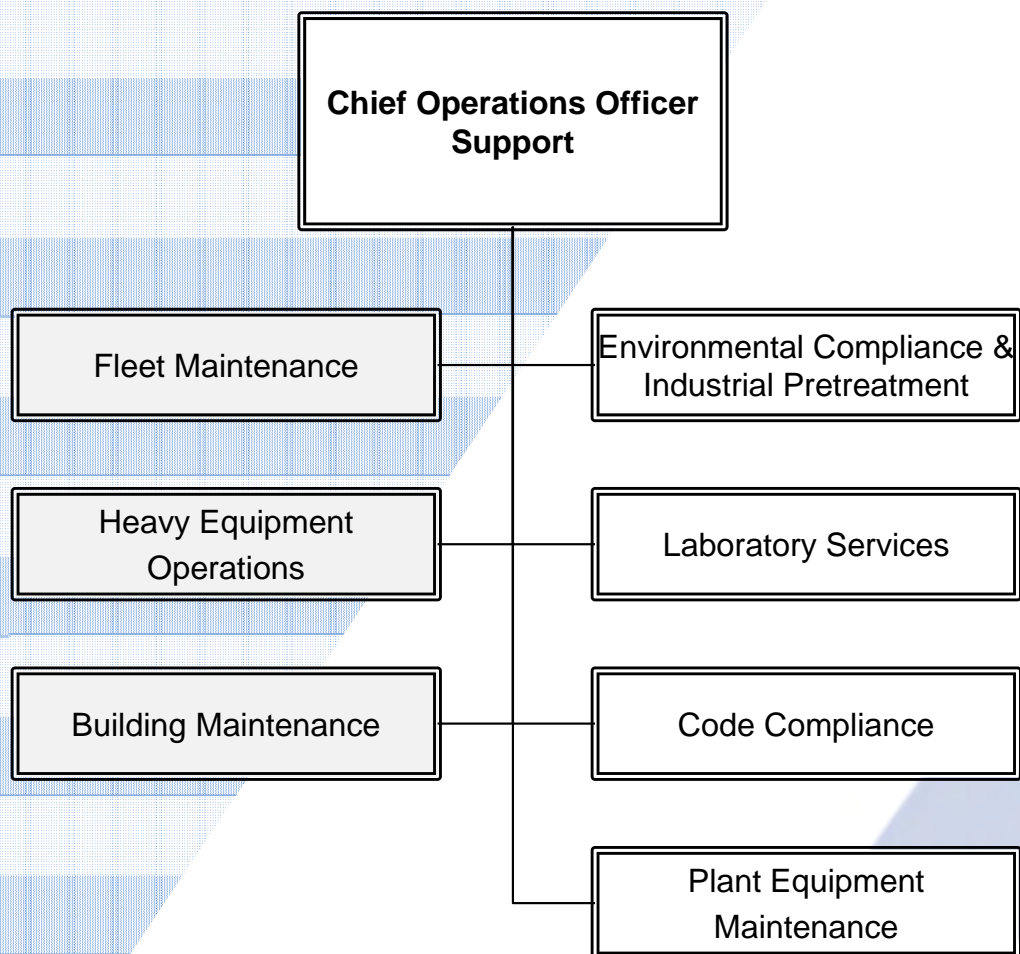 Chief Operations Officer
Support
Fleet Maintenance
Environmental Compliance &
Industrial Pretreatment
Heavy Equipment
Operations
Laboratory Services
Building Maintenance
Code Compliance
Plant Equipment
Maintenance